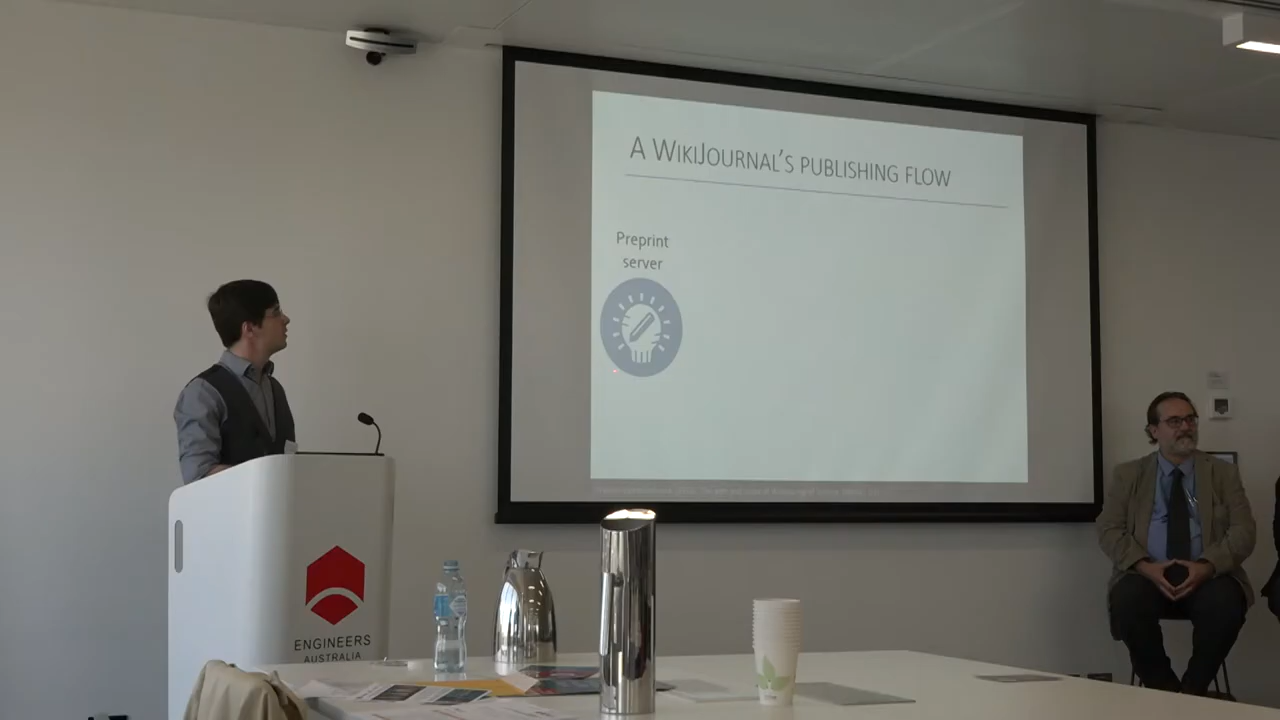 A WikiJournal's publishing flow
Preprint
server
ENGINEERS
AUSTRALIA